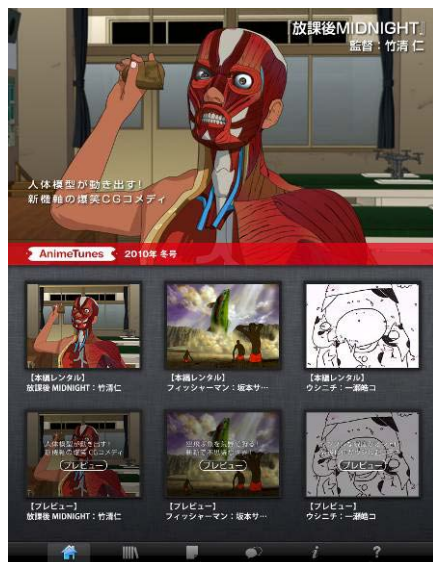 『放課後MIDNIGHT』
監督：竹清 仁
人体模型が動き出す!
新機軸の爆笑CGコメディ
AnimeTunes 2010年 冬号
【本編レンタル】
放課後 MIDNIGHT：竹清仁
【本編レンタル】
フィッシャーマン：坂本サ…
【本編レンタル】
ウシニチ：一瀬皓コ
人体模型が動き出す!
新機軸の爆笑CGコメディ
プレビュー
プレビュー
プレビュー
【プレビュー】
放課後 MIDNIGHT：竹清仁
【プレビュー】
フィッシャーマン：坂本サ…
【プレビュー】
ウシニチ：一瀬皓コ